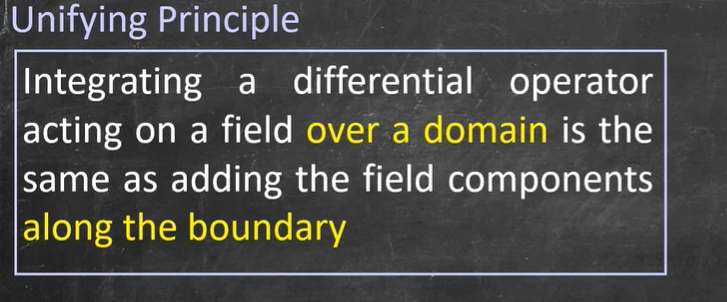 Unifying Principle
Integrating a differential operator
acting on a field over a domain is the
same as adding the field components
along the boundary